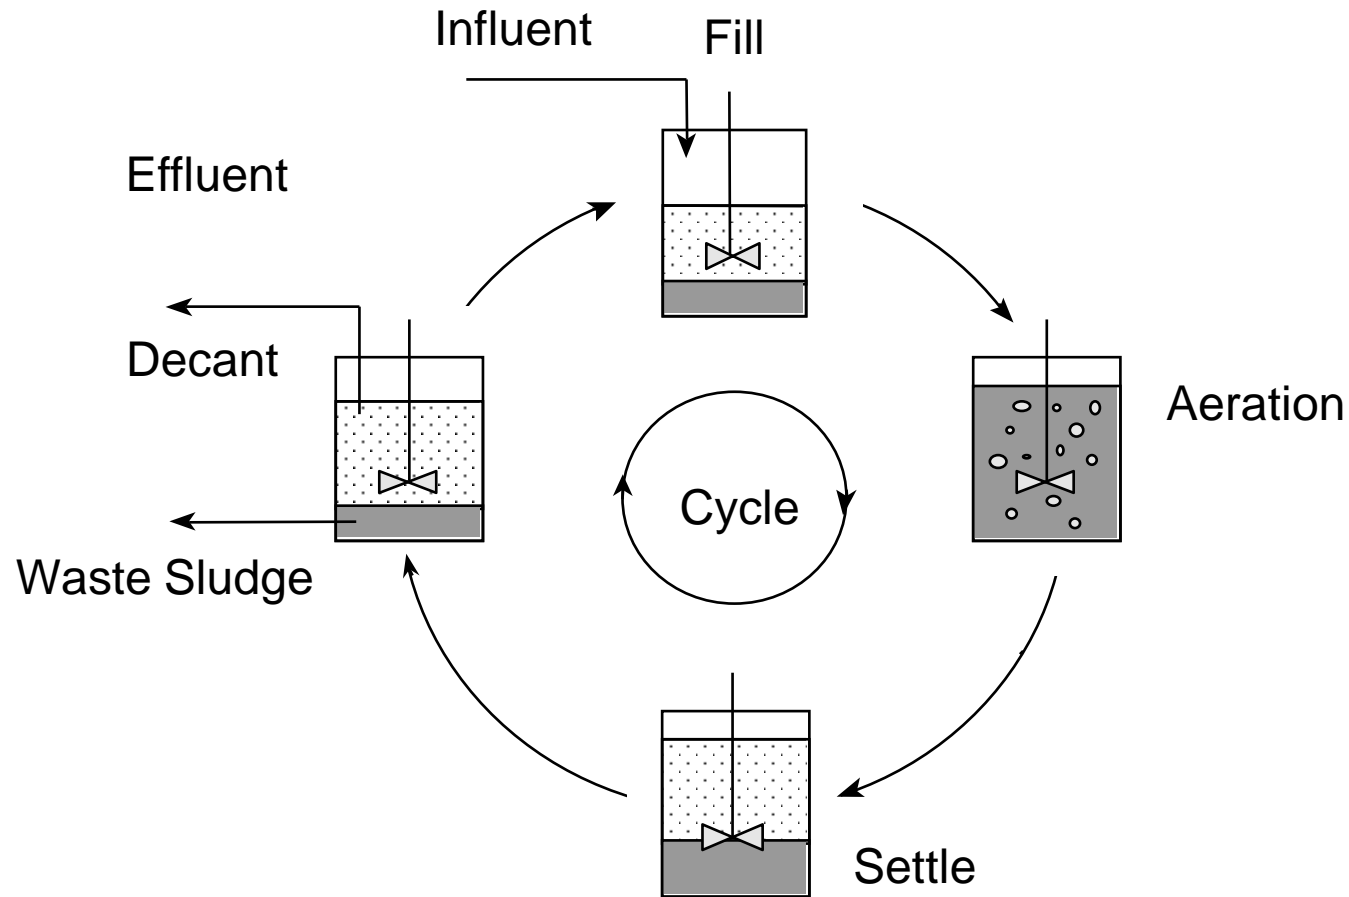 Influent
Fill
Effluent
Decant
Aeration
Cycle
Waste Sludge
Settle